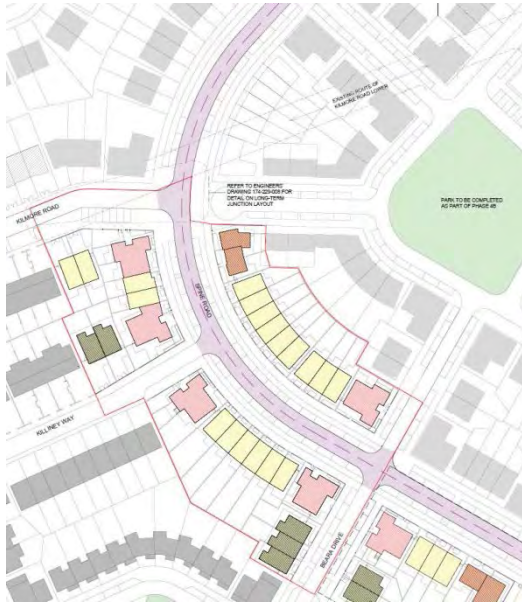 EXISTING ROUTE OF
KILMORE ROAD LOWER
REFER TO ENGINEERS'
DRAWING 174-229-008 FOR
DETAIL ON LONG-TERM
JUNCTION LAYOUT
PARK TO BE COMPLETED
AS PART OF PHASE 4B
KILMORE ROAD
SPINE ROAD
KILLINEY WAY
BEARA DRIVE